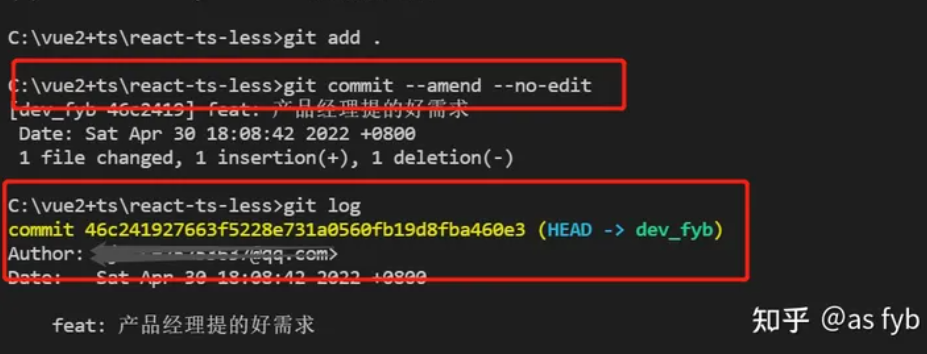 C:\vue2+ts\react-ts-less>git add .
C:\vue2+ts\react-ts-less>git commit --amend --no-edit
[dev_fyb 46c2419] feat: 产品经理提的好需求
Date: Sat Apr 30 18:08:42 2022 +0800
1 file changed, 1 insertion(+), 1 deletion(-)
C:\vue2+ts\react-ts-less>git log
commit 46c241927663f5228e731a0560fb19d8fba460e3 (HEAD -> dev_fyb)
Author: @qq.com>
Date: Sat Apr 30 18:08:42 2022 +0800
feat: 产品经理提的好需求
知乎 @as fyb